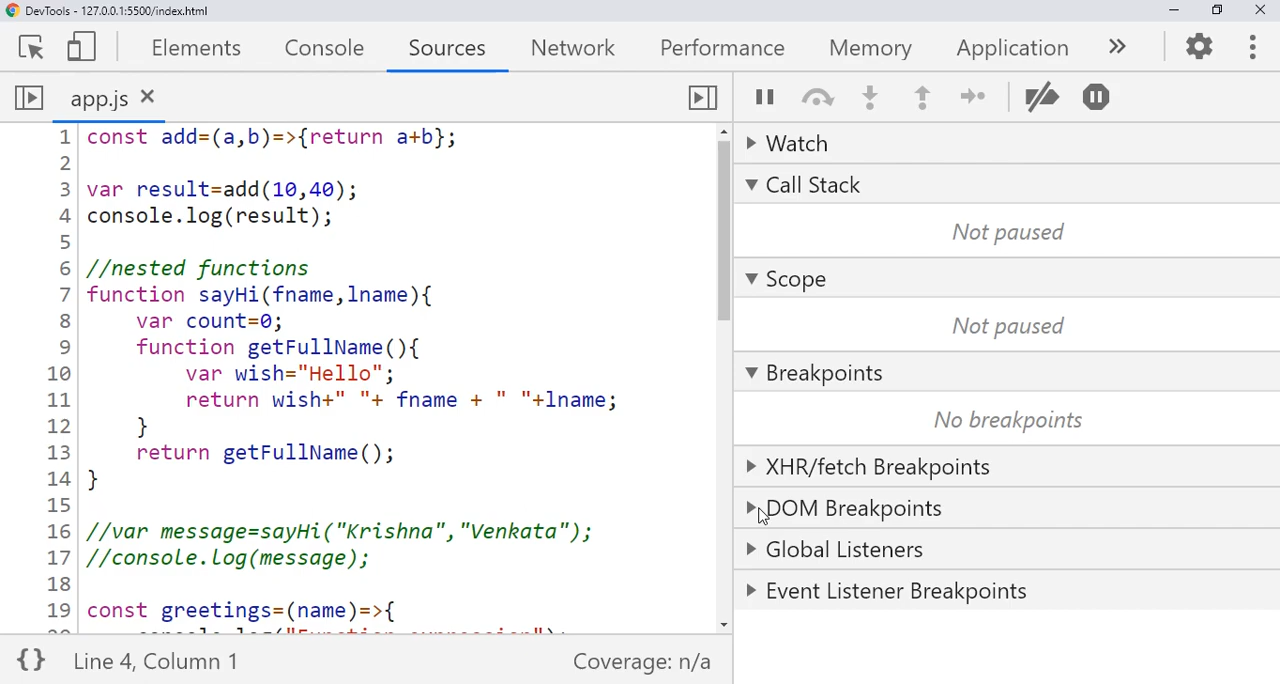 DevTools - 127.0.0.1:5500/index.html
Elements Console Sources Network Performance Memory Application
app.js
1 const add=(a,b)=>{return a+b};
2
3 var result=add(10,40);
4 console.log(result);
5
6 //nested functions
7 function sayHi(fname,lname){
8 var count=0;
9 function getFullName(){
10 var wish="Hello";
11 return wish+" "+ fname + " "+lname;
12 }
13 return getFullName();
14 }
15
16 //var message=sayHi("Krishna","Venkata");
17 //console.log(message);
18
19 const greetings=(name)=>{
20 console.log("Function expression");
{} Line 4, Column 1 Coverage: n/a
Watch
Call Stack
Not paused
Scope
Not paused
Breakpoints
No breakpoints
XHR/fetch Breakpoints
DOM Breakpoints
Global Listeners
Event Listener Breakpoints